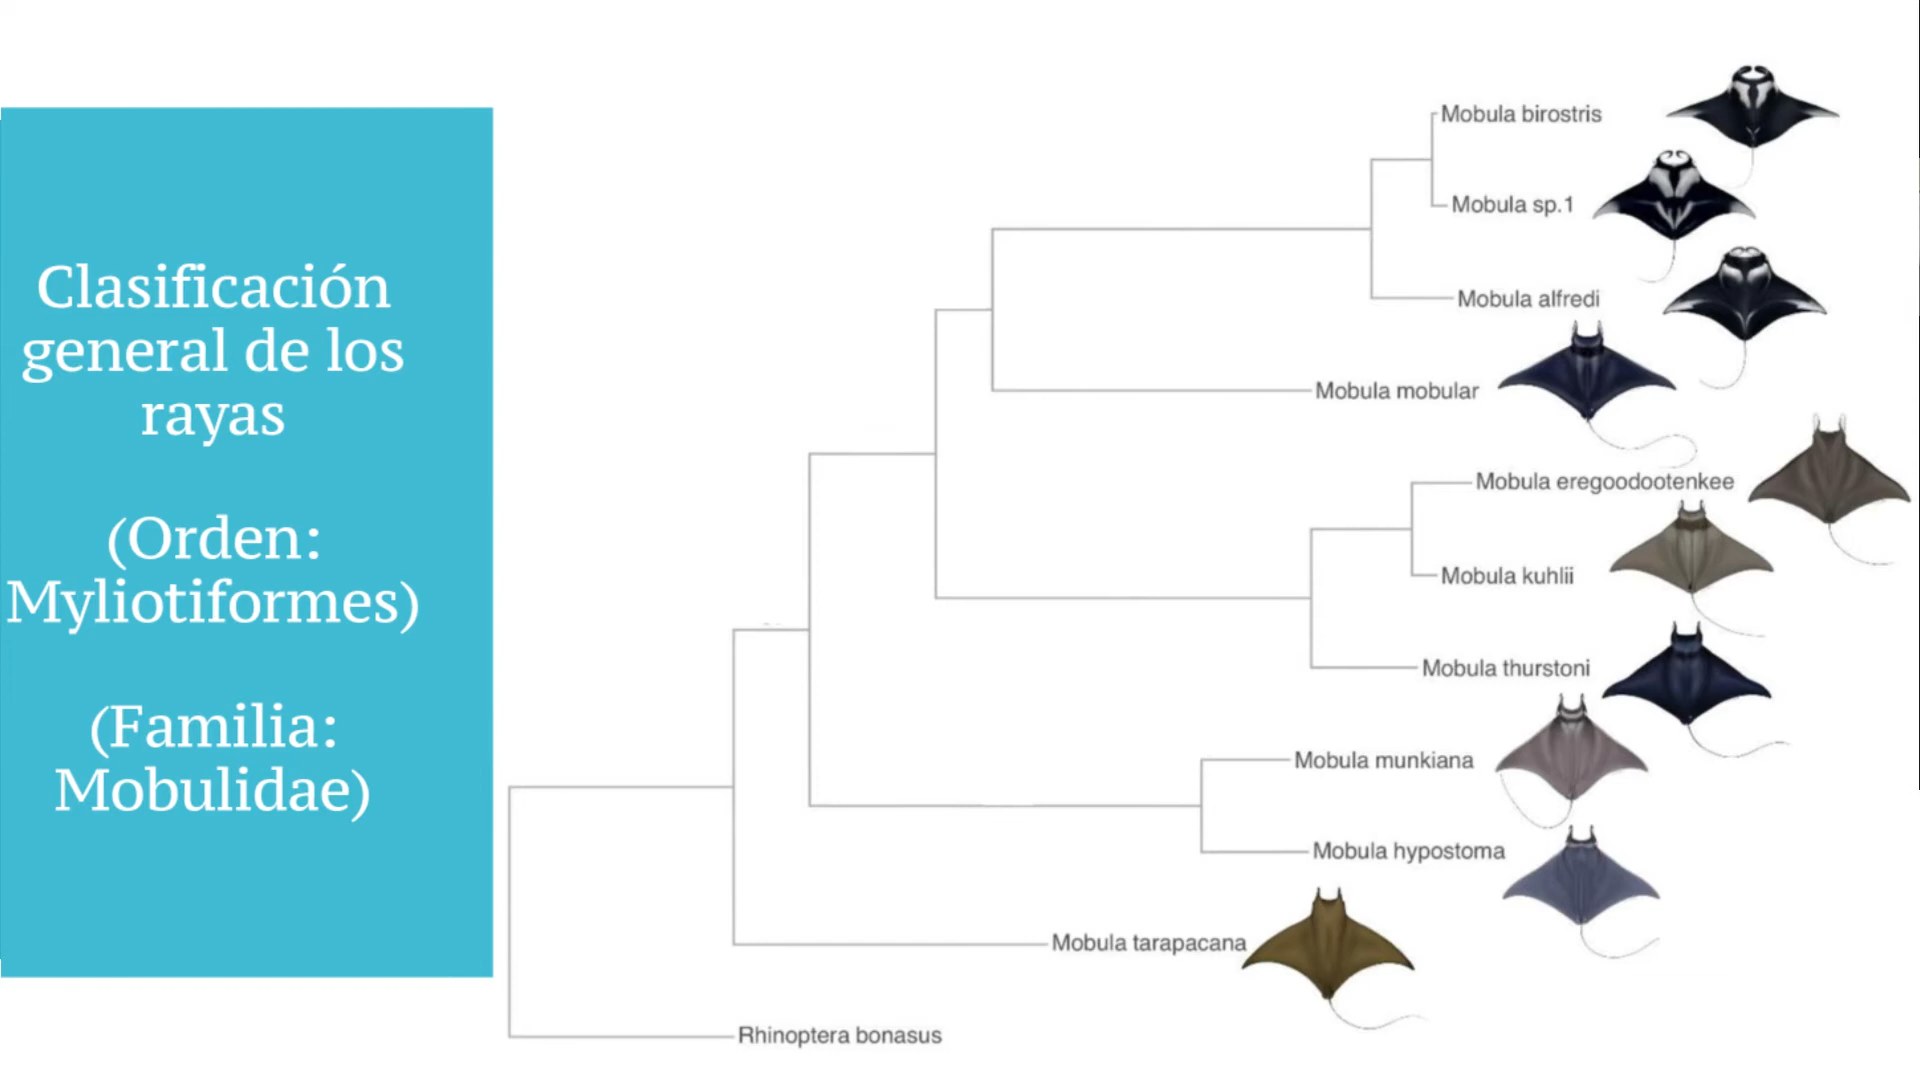 Clasificación
general de los
rayas
(Orden:
Myliotiformes)
(Familia:
Mobulidae)
Mobula birostris
Mobula sp.1
Mobula alfredi
Mobula mobular
Mobula eregoodootenkee
Mobula kuhlii
Mobula thurstoni
Mobula munkiana
Mobula hypostoma
Mobula tarapacana
Rhinoptera bonasus